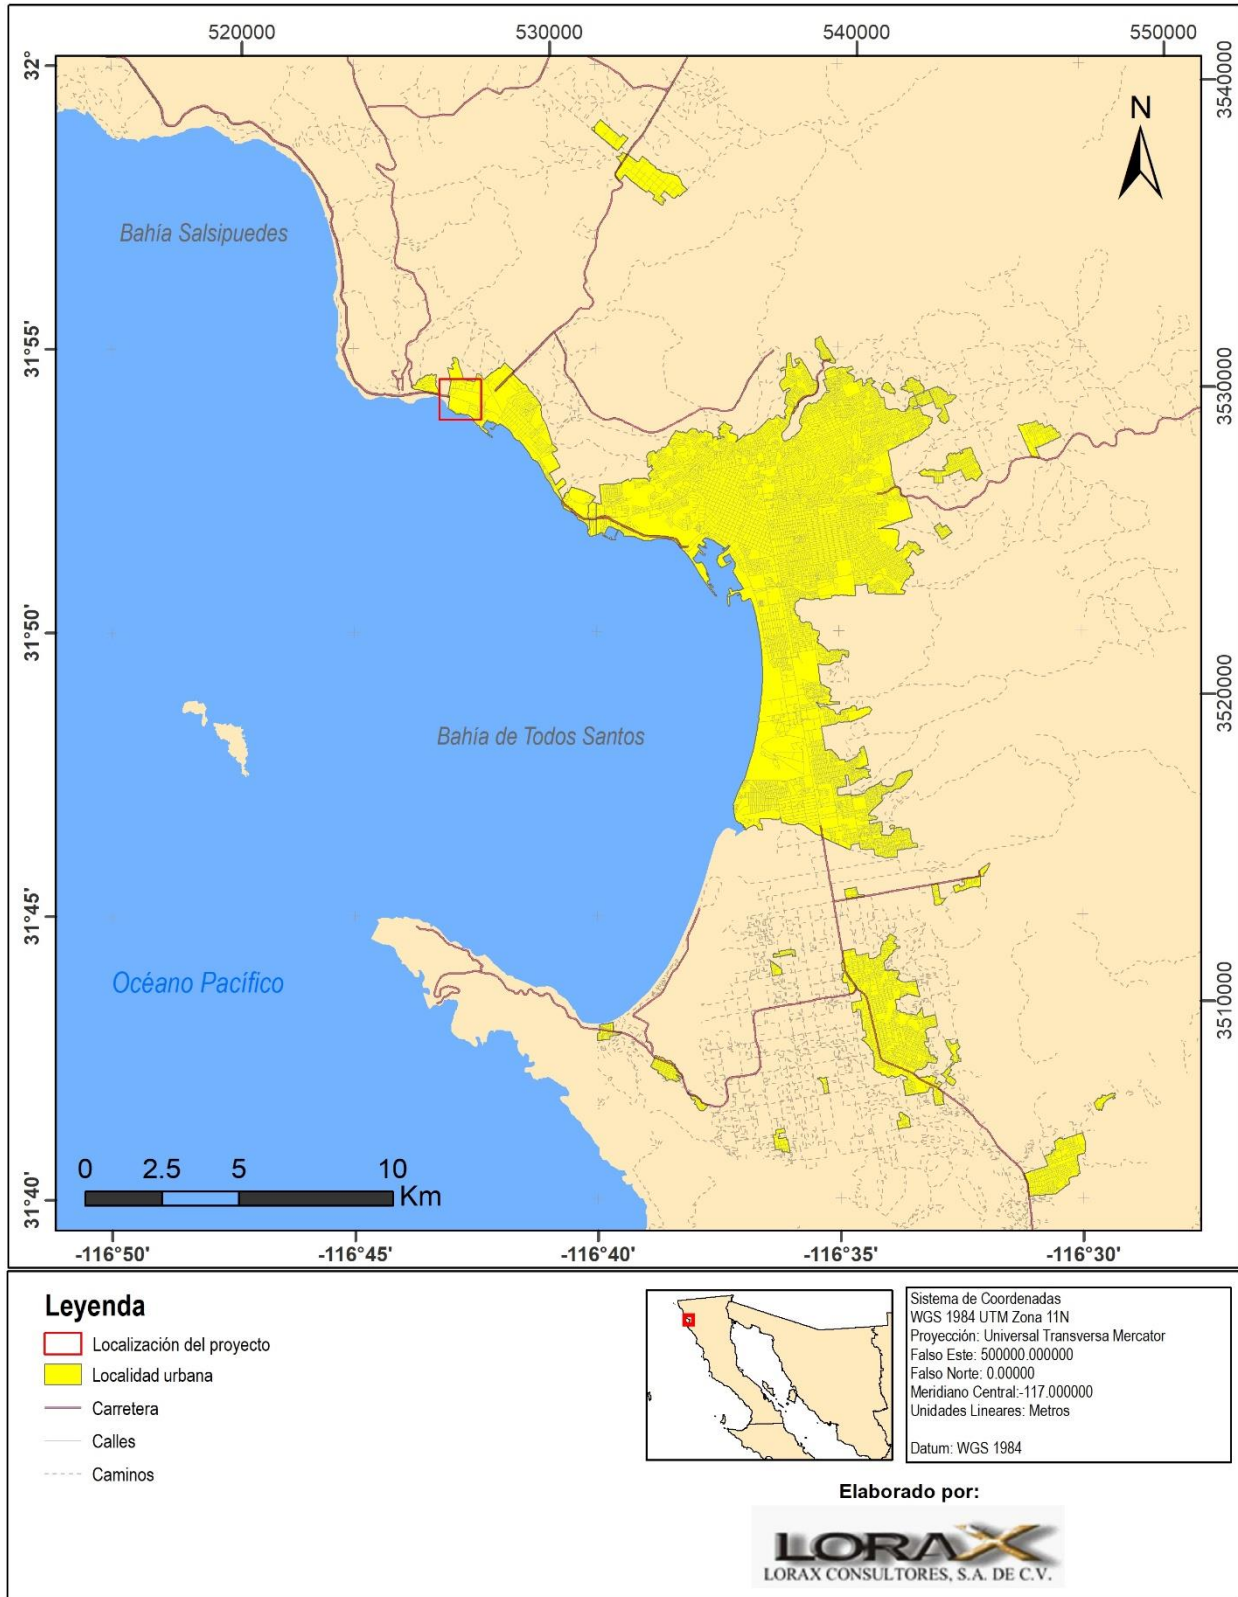 520000
530000
540000
550000
32°
3540000
N
Bahía Salsipuedes
31°55'
3530000
31°50'
3520000
Bahía de Todos Santos
31°45'
Océano Pacífico
3510000
0 2.5 5 10
Km
31°40'
-116°50'
-116°45'
-116°40'
-116°35'
-116°30'
Leyenda
Localización del proyecto
Localidad urbana
Carretera
Calles
Caminos
Sistema de Coordenadas
WGS 1984 UTM Zona 11N
Proyección: Universal Transversa Mercator
Falso Este: 500000.000000
Falso Norte: 0.00000
Meridiano Central:-117.000000
Unidades Lineares: Metros
Datum: WGS 1984
Elaborado por:
LORAX
LORAX CONSULTORES, S.A. DE C.V.